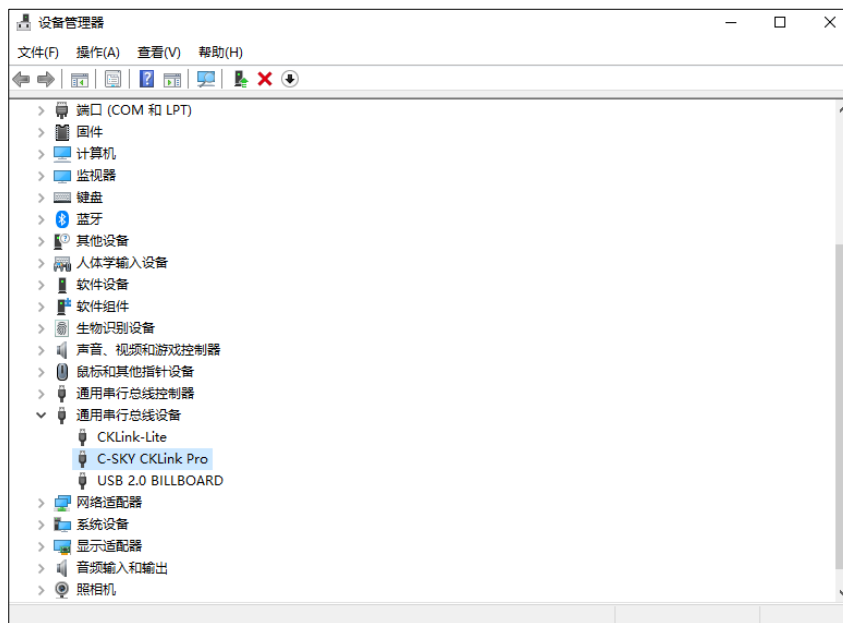 设备管理器
文件(F) 操作(A) 查看(V) 帮助(H)
端口 (COM 和 LPT)
固件
计算机
监视器
键盘
蓝牙
其他设备
人体学输入设备
软件设备
软件组件
生物识别设备
声音、视频和游戏控制器
鼠标和其他指针设备
通用串行总线控制器
通用串行总线设备
CKLink-Lite
C-SKY CKLink Pro
USB 2.0 BILLBOARD
网络适配器
系统设备
显示适配器
音频输入和输出
照相机